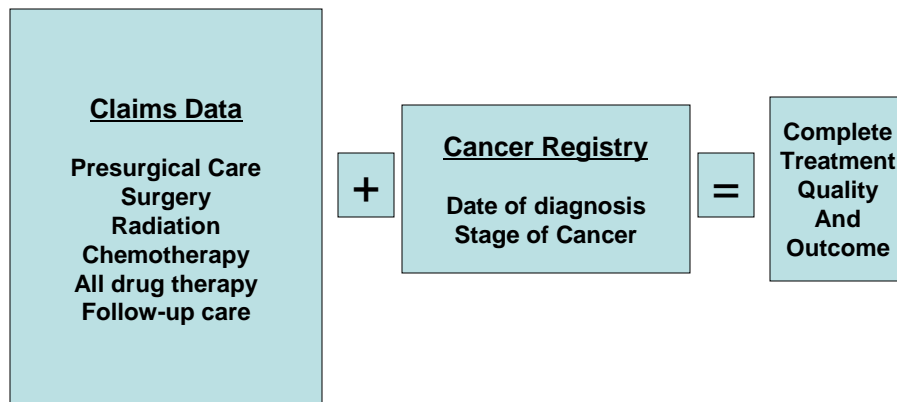 Claims Data
Presurgical Care
Surgery
Radiation
Chemotherapy
All drug therapy
Follow-up care
+
Cancer Registry
Date of diagnosis
Stage of Cancer
=
Complete
Treatment
Quality
And
Outcome